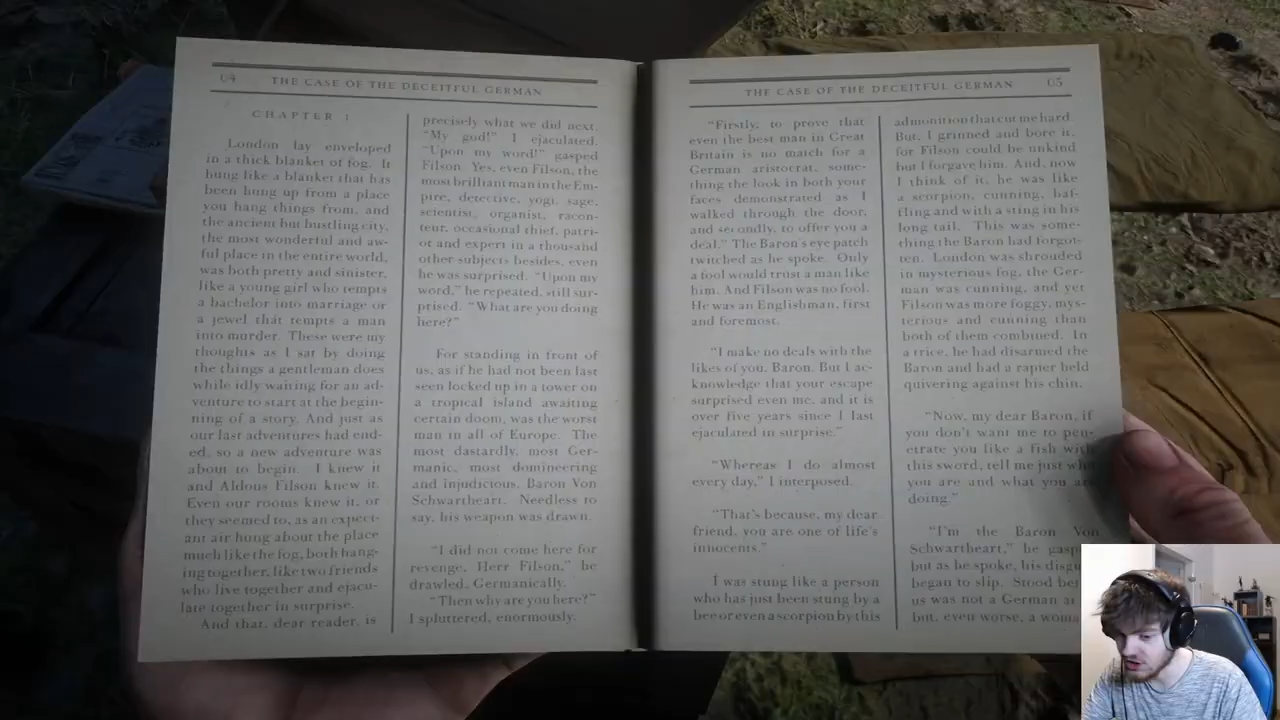 64
THE CASE OF THE DECEITFUL GERMAN
CHAPTER 1
London lay enveloped
in a thick blanket of fog. It
hung like a blanket that has
been hung up from a place
you hang things from, and
the ancient but bustling city,
the most wonderful and aw-
ful place in the entire world,
was both pretty and sinister,
like a young girl who tempts
a bachelor into marriage or
a jewel that tempts a man
into murder. These were my
thoughts as I sat by doing
the things a gentleman does
while idly waiting for an ad-
venture to start at the begin-
ning of a story. And just as
our last adventures had end-
ed, so a new adventure was
about to begin. I knew it
and Aldous Filson knew it.
Even our rooms knew it, or
they seemed to, as an expect-
ant air hung about the place
much like the fog, both hang-
ing together, like two friends
who live together and ejacu-
late together in surprise.
And that, dear reader, is
precisely what we did next.
"My god!" I ejaculated.
"Upon my word!" gasped
Filson. Yes, even Filson, the
most brilliant man in the Em-
pire, detective, yogi, sage,
scientist, organist, racon-
teur, occasional thief, patri-
ot and expert in a thousand
other subjects besides, even
he was surprised. "Upon my
word," he repeated, still sur-
prised. "What are you doing
here?"
For standing in front of
us, as if he had not been last
seen locked up in a tower on
a tropical island awaiting
certain doom, was the worst
man in all of Europe. The
most dastardly, most Ger-
manic, most domineering
and injudicious, Baron Von
Schwartheart. Needless to
say, his weapon was drawn.
"I did not come here for
revenge, Herr Filson," he
drawled, Germanically.
"Then why are you here?"
I spluttered, enormously.
THE CASE OF THE DECEITFUL GERMAN
65
"Firstly, to prove that
even the best man in Great
Britain is no match for a
German aristocrat, some-
thing the look in both your
faces demonstrated as I
walked through the door,
and secondly, to offer you a
deal." The Baron's eye patch
twitched as he spoke. Only
a fool would trust a man like
him. And Filson was no fool.
He was an Englishman, first
and foremost.
"I make no deals with the
likes of you, Baron. But I ac-
knowledge that your escape
surprised even me, and it is
over five years since I last
ejaculated in surprise."
"Whereas I do almost
every day," I interposed.
"That's because, my dear
friend, you are one of life's
innocents."
I was stung like a person
who has just been stung by a
bee or even a scorpion by this
admonition that cut me hard.
But, I grinned and bore it,
for Filson could be unkind
but I forgave him. And, now
I think of it, he was like
a scorpion, cunning, baf-
fling and with a sting in his
long tail. This was some-
thing the Baron had forgot-
ten. London was shrouded
in mysterious fog, the Ger-
man was cunning, and yet
Filson was more foggy, mys-
terious and cunning than
both of them combined. In
a trice, he had disarmed the
Baron and had a rapier held
quivering against his chin.
"Now, my dear Baron, if
you don't want me to pen-
etrate you like a fish with
this sword, tell me just
you are and what you
doing."
"I'm the Baron Von
Schwartheart," he
but as he spoke, his
began to slip. Stood
us was not a German
but, even worse, a